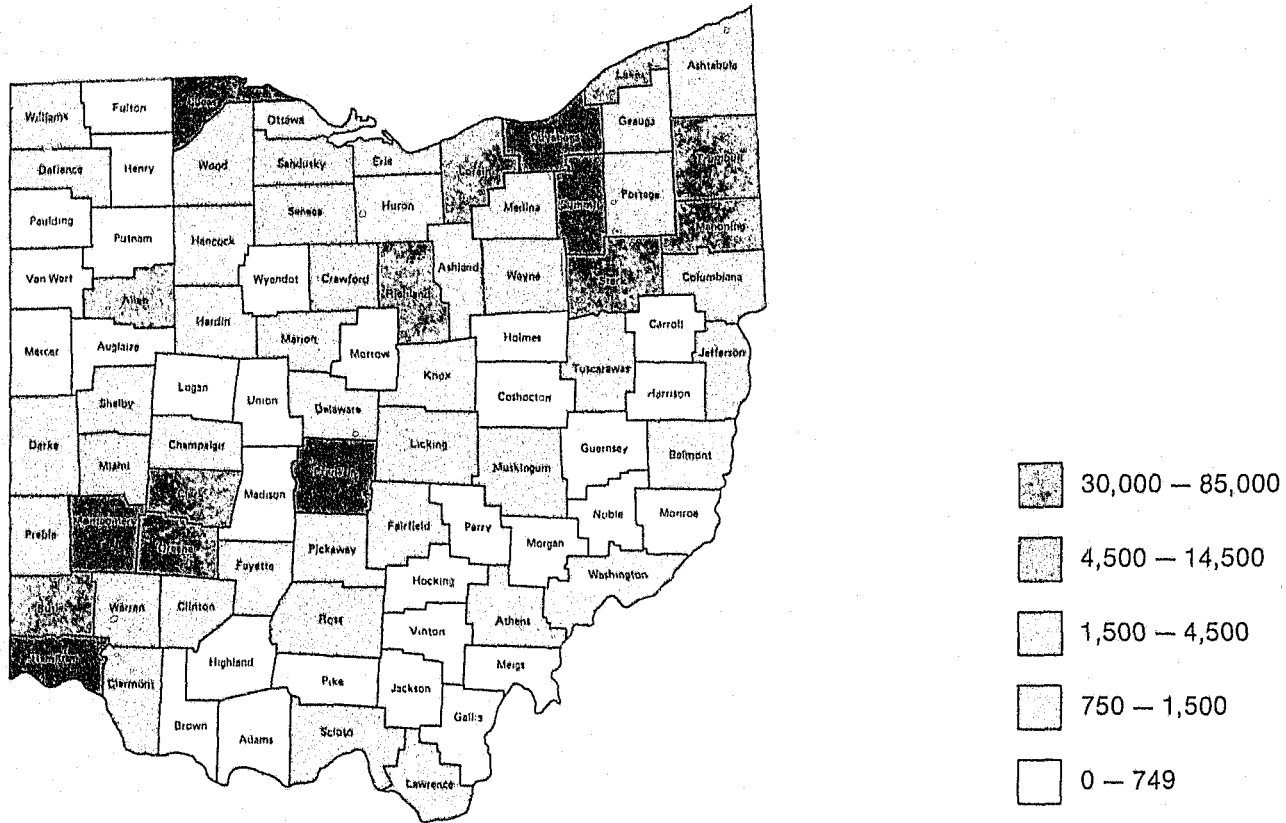 Ashtabula
Lake
Geauga
Williams
Fulton
Lucas
Ottawa
Cuyahoga
Trumbull
Defiance
Henry
Wood
Sandusky
Erie
Lorain
Portage
Summit
Medina
Mahoning
Paulding
Seneca
Huron
Putnam
Hancock
Van Wert
Wyandot
Crawford
Richland
Ashland
Wayne
Columbiana
Allen
Hardin
Marion
Morrow
Holmes
Carroll
Mercer
Auglaize
Jefferson
Tuscarawas
Logan
Union
Knox
Coshocton
Harrison
Shelby
Delaware
Darke
Champaign
Licking
Guernsey
Belmont
Miami
Muskingum
Franklin
Madison
30,000 — 85,000
Preble
Montgomery
Greene
Fairfield
Perry
Noble
Monroe
Pickaway
Morgan
4,500 — 14,500
Fayette
Hocking
Washington
Butler
Warren
Clinton
Ross
Vinton
Athens
1,500 — 4,500
Hamilton
Highland
Meigs
Clermont
Pike
Jackson
750 — 1,500
Brown
Adams
Scioto
Gallia
Lawrence
0 — 749